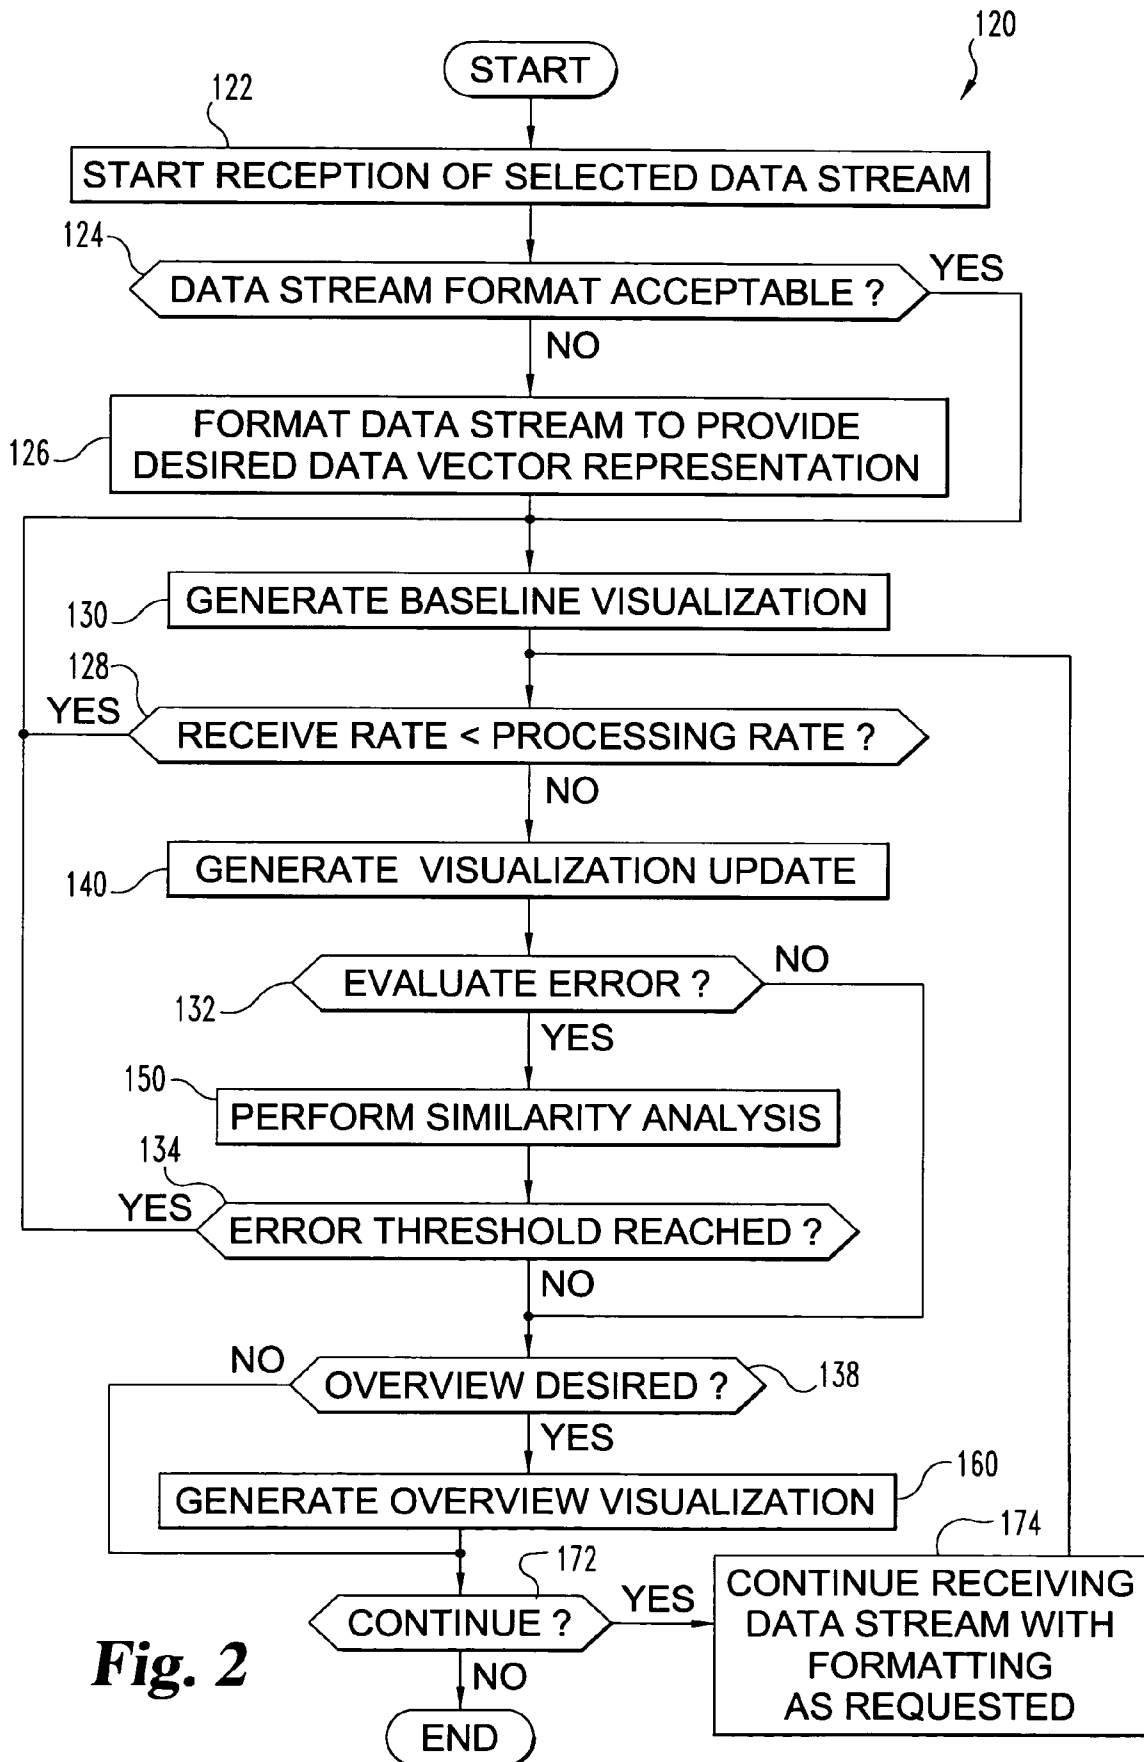 120
START
122
START RECEPTION OF SELECTED DATA STREAM
124
DATA STREAM FORMAT ACCEPTABLE ?
YES
NO
126
FORMAT DATA STREAM TO PROVIDE
DESIRED DATA VECTOR REPRESENTATION
130
GENERATE BASELINE VISUALIZATION
128
YES
RECEIVE RATE < PROCESSING RATE ?
NO
140
GENERATE VISUALIZATION UPDATE
132
EVALUATE ERROR ?
NO
YES
150
PERFORM SIMILARITY ANALYSIS
134
YES
ERROR THRESHOLD REACHED ?
NO
NO
OVERVIEW DESIRED ?
138
YES
GENERATE OVERVIEW VISUALIZATION
160
172
CONTINUE ?
YES
174
CONTINUE RECEIVING
DATA STREAM WITH
FORMATTING
AS REQUESTED
NO
END
Fig. 2